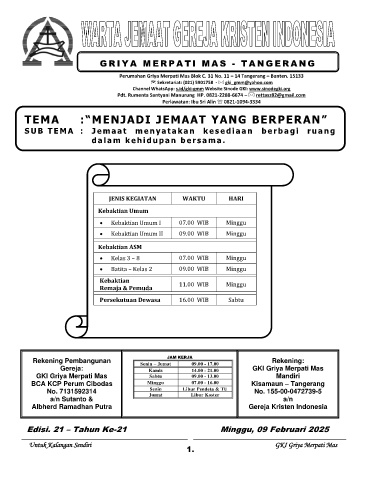 WARTA JEMAAT GEREJA KRISTEN INDONESIA
GRIYA MERPATI MAS - TANGERANG
Perumahan Griya Merpati Mas Blok C. 31 No. 11 – 14 Tangerang – Banten. 15133
Sekretariat: (021) 5901758 - gki_gmm@yahoo.com
Channel WhatsApp: s.id/gki-gmm Website Sinode GKI: www.sinodegki.org
Pdt. Rumenta Santyani Manurung HP. 0821-2288-6674 – rettasz82@gmail.com
Perlawatan: Ibu Sri Alin 0821-1094-3334
TEMA :"MENJADI JEMAAT YANG BERPERAN"
SUB TEMA : Jemaat menyatakan kesediaan berbagi ruang
dalam kehidupan bersama.
JENIS KEGIATAN WAKTU HARI
Kebaktian Umum
• Kebaktian Umum I 07.00 WIB Minggu
• Kebaktian Umum II 09.00 WIB Minggu
Kebaktian ASM
• Kelas 3 – 8 07.00 WIB Minggu
• Batita – Kelas 2 09.00 WIB Minggu
Kebaktian
Remaja & Pemuda 11.00 WIB Minggu
Persekutuan Dewasa 16.00 WIB Sabtu
Rekening Pembangunan
Gereja:
GKI Griya Merpati Mas
BCA KCP Perum Cibodas
No. 7131592314
a/n Sutanto &
Albherd Ramadhan Putra
JAM KERJA
Senin – Jumat 09.00 – 17.00
Kamis 14.00 – 21.00
Sabtu 09.00 – 13.00
Minggu 07.00 – 16.00
Senin Libur Pendeta & TU
Jumat Libur Koster
Rekening:
GKI Griya Merpati Mas
Mandiri
Kisamaun – Tangerang
No. 155-00-0472739-5
a/n
Gereja Kristen Indonesia
Edisi. 21 – Tahun Ke-21 Minggu, 09 Februari 2025
Untuk Kalangan Sendiri GKI Griya Merpati Mas
1.